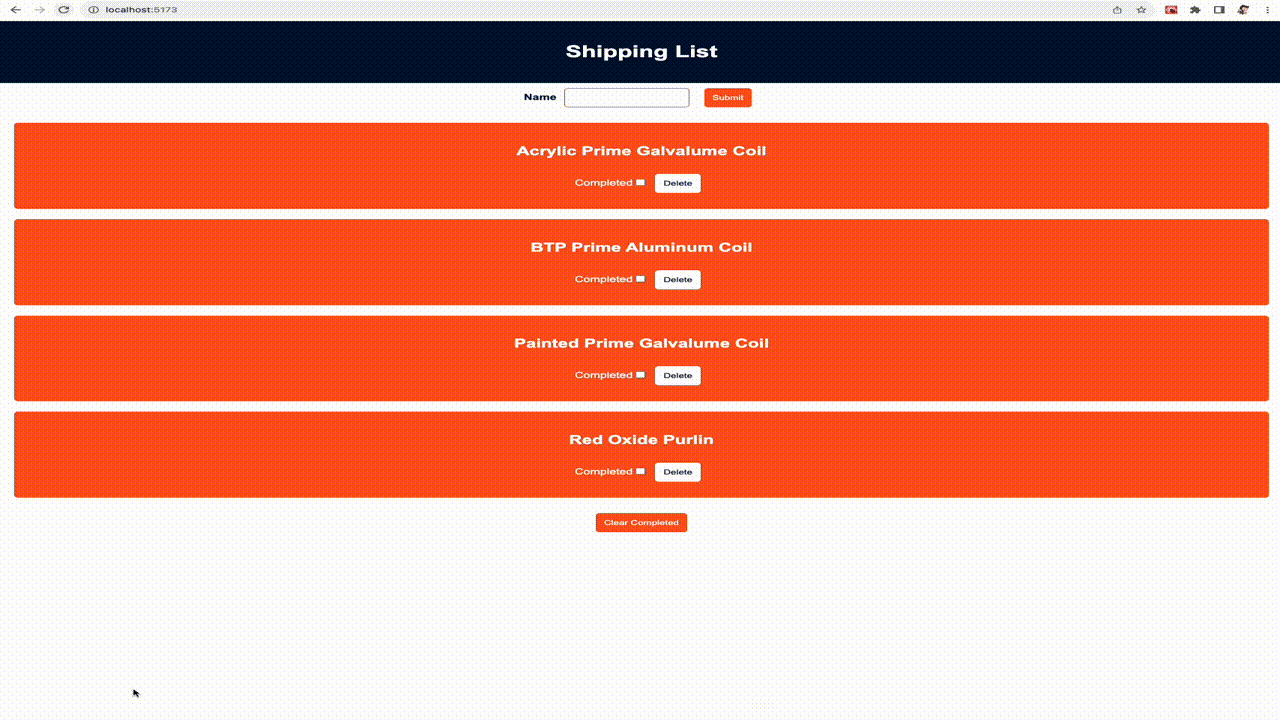 localhost:5173
Shipping List
Name Submit
Acrylic Prime Galvalume Coil
Completed Delete
BTP Prime Aluminum Coil
Completed Delete
Painted Prime Galvalume Coil
Completed Delete
Red Oxide Purlin
Completed Delete
Clear Completed